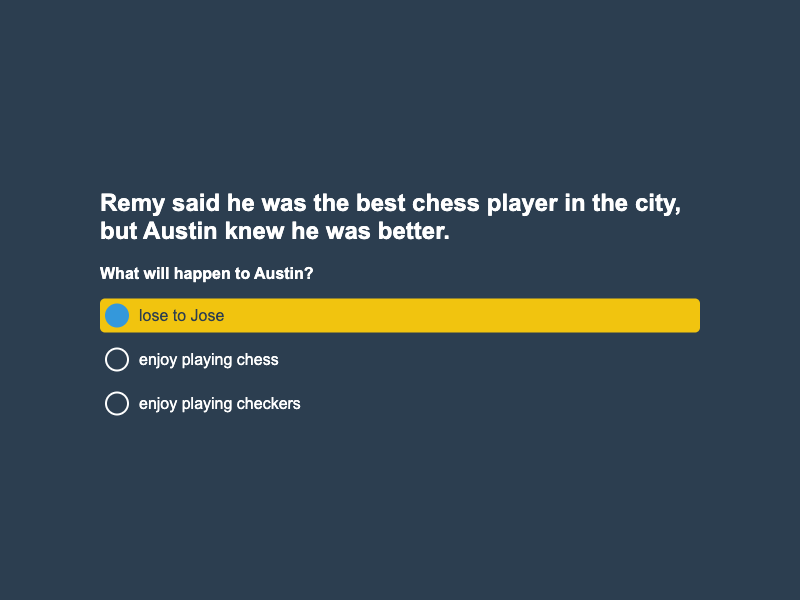 Remy said he was the best chess player in the city,
but Austin knew he was better.
What will happen to Austin?
lose to Jose
enjoy playing chess
enjoy playing checkers